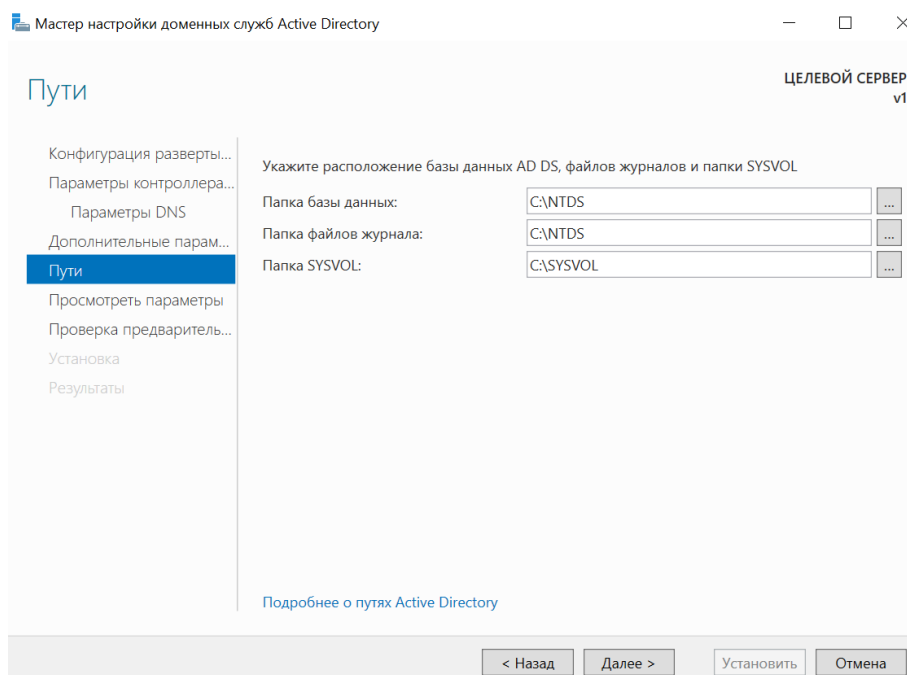 Мастер настройки доменных служб Active Directory
Пути
ЦЕЛЕВОЙ СЕРВЕР
v1
Конфигурация разверты...
Параметры контроллера...
Параметры DNS
Дополнительные парам...
Пути
Просмотреть параметры
Проверка предваритель...
Установка
Результаты
Укажите расположение базы данных AD DS, файлов журналов и папки SYSVOL
Папка базы данных: C:\NTDS ...
Папка файлов журнала: C:\NTDS ...
Папка SYSVOL: C:\SYSVOL ...
Подробнее о путях Active Directory
< Назад Далее > Установить Отмена